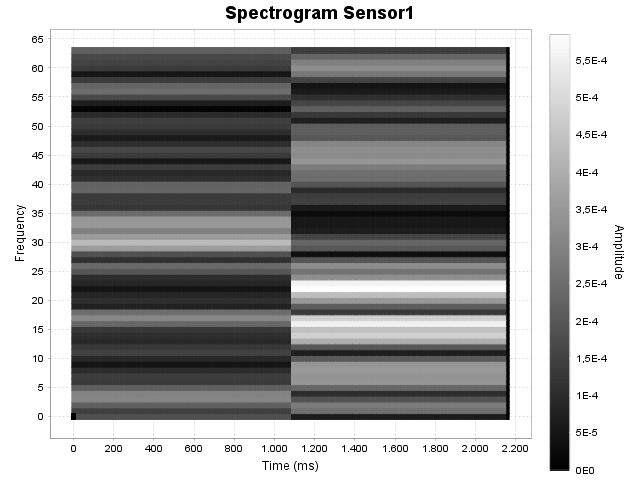 Spectrogram Sensor1
65
60
55
50
45
40
35
30
25
20
15
10
5
0
Frequency
0 200 400 600 800 1.000 1.200 1.400 1.600 1.800 2.000 2.200
Time (ms)
5,5E-4
5E-4
4,5E-4
4E-4
3,5E-4
3E-4
2,5E-4
2E-4
1,5E-4
1E-4
5E-5
0E0
Amplitude